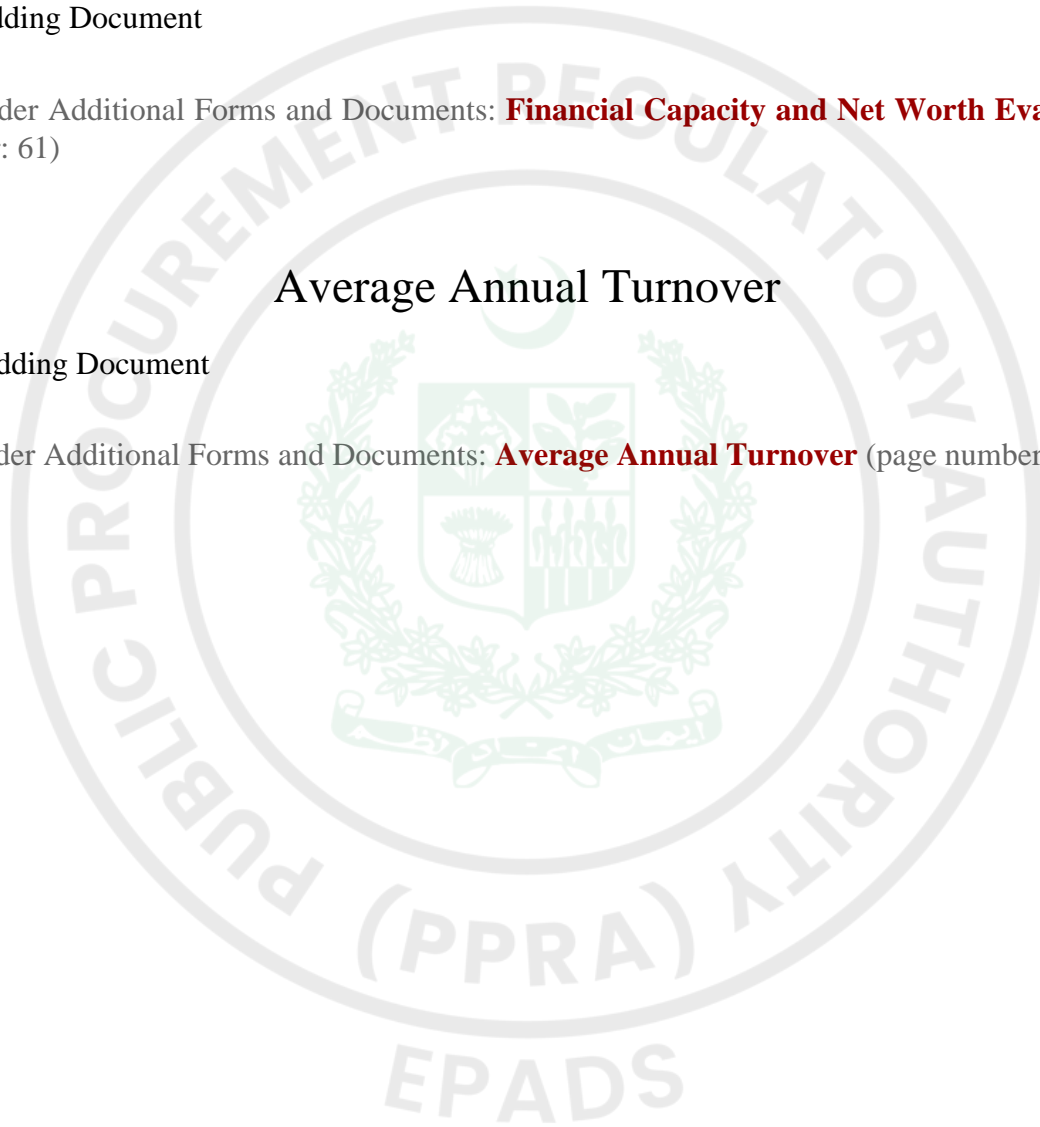 dding Document
der Additional Forms and Documents: Financial Capacity and Net Worth Eva
: 61)
Average Annual Turnover
dding Document
der Additional Forms and Documents: Average Annual Turnover (page number
PUBLIC PROCUREMENT REGULATORY AUTHORITY
(PPRA)
EPADS